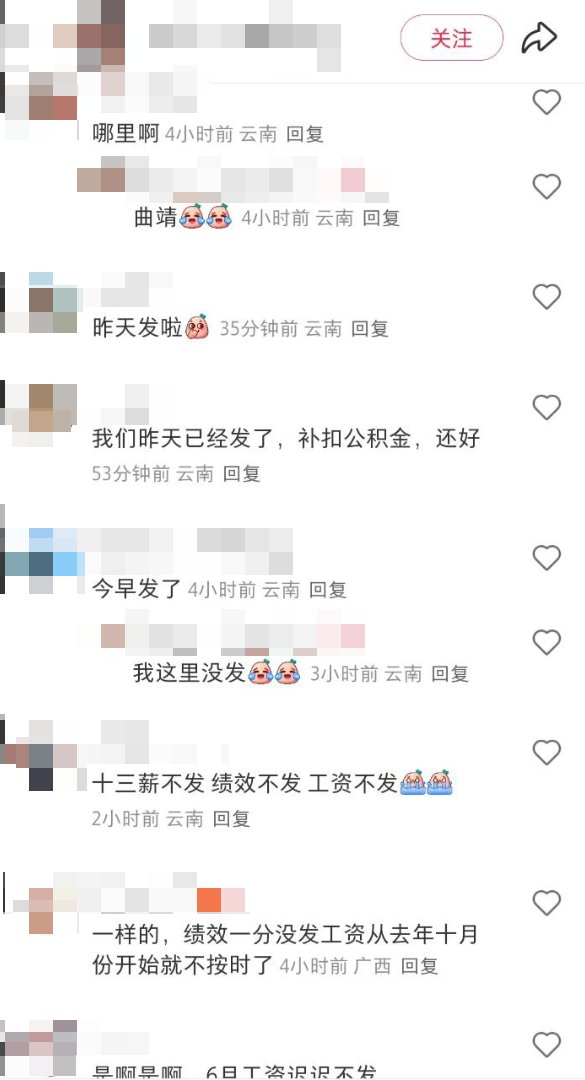 关注
哪里啊 4小时前 云南 回复
曲靖 4小时前 云南 回复
昨天发啦 35分钟前 云南 回复
我们昨天已经发了，补扣公积金，还好
53分钟前 云南 回复
今早发了 4小时前 云南 回复
我这里没发 3小时前 云南 回复
十三薪不发 绩效不发 工资不发
2小时前 云南 回复
一样的，绩效一分没发工资从去年十月
份开始就不按时了 4小时前 广西 回复
是啊是啊，6月工资迟迟不发